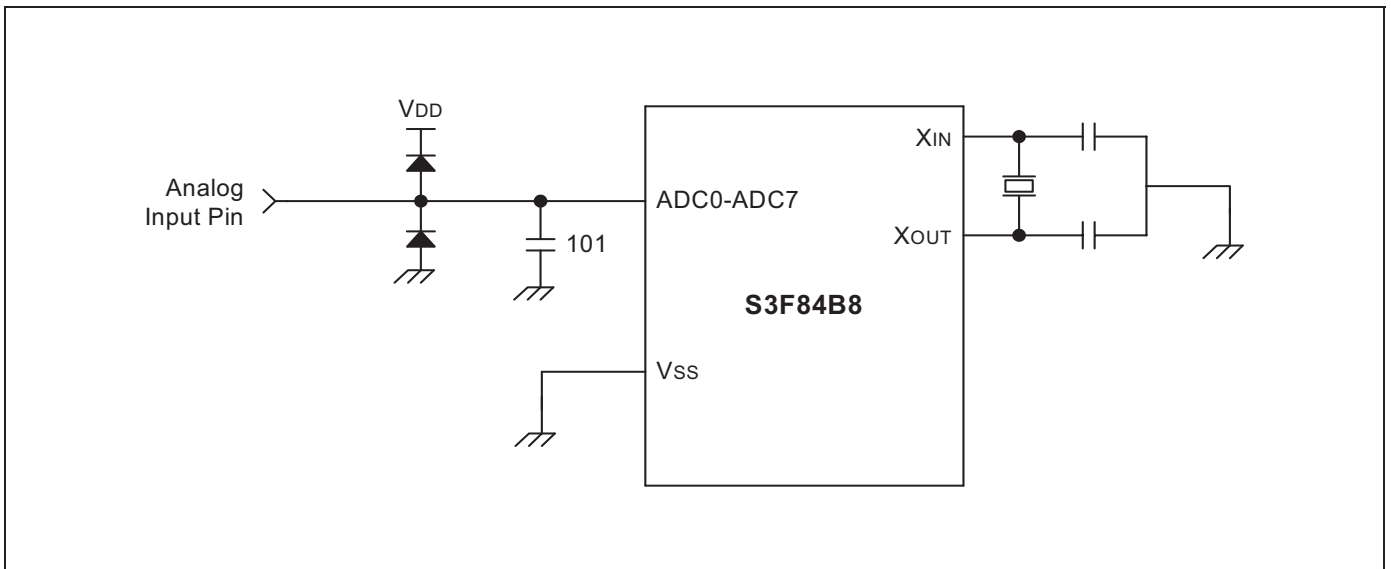 VDD
Analog
Input Pin
ADC0-ADC7
101
XIN
XOUT
S3F84B8
VSS